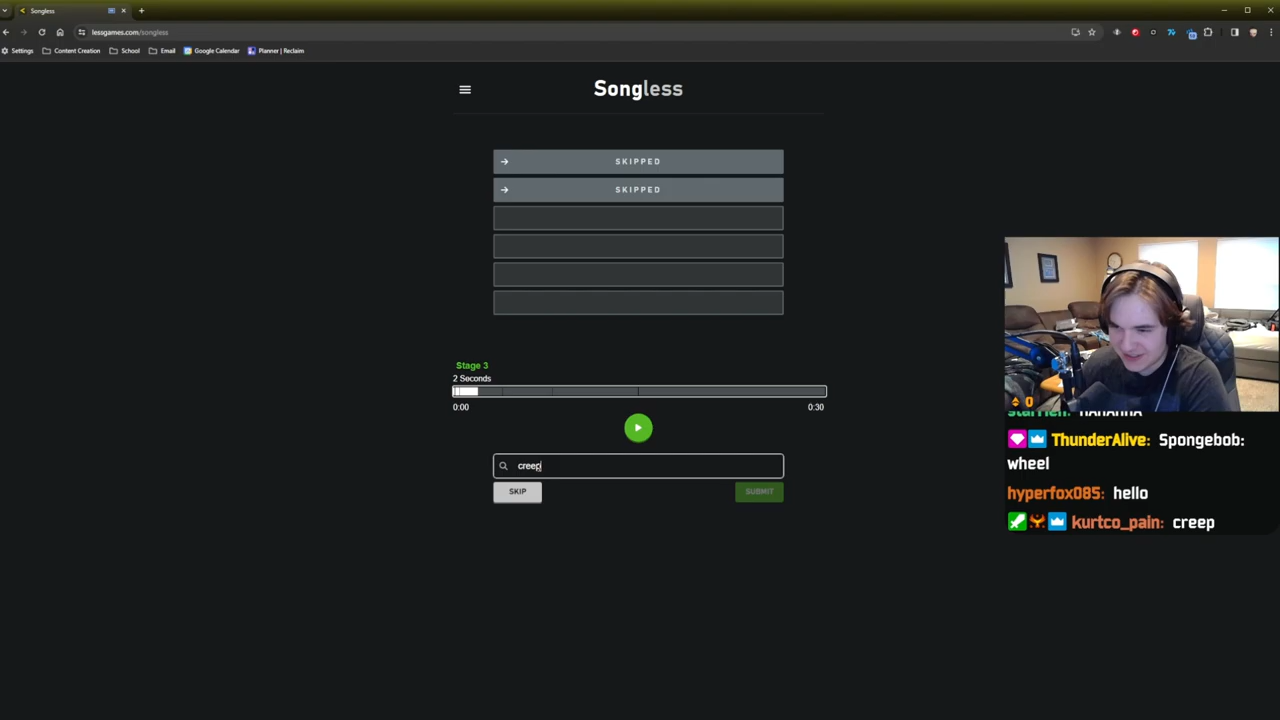 Songless
lessgames.com/songless
Settings Content Creation School Email Google Calendar Planner | Reclaim
Songless
SKIPPED
SKIPPED
Stage 3
2 Seconds
0:00 0:30
creep
SKIP SUBMIT
0
ThunderAlive: Spongebob:
wheel
hyperfox085: hello
kurtco_pain: creep